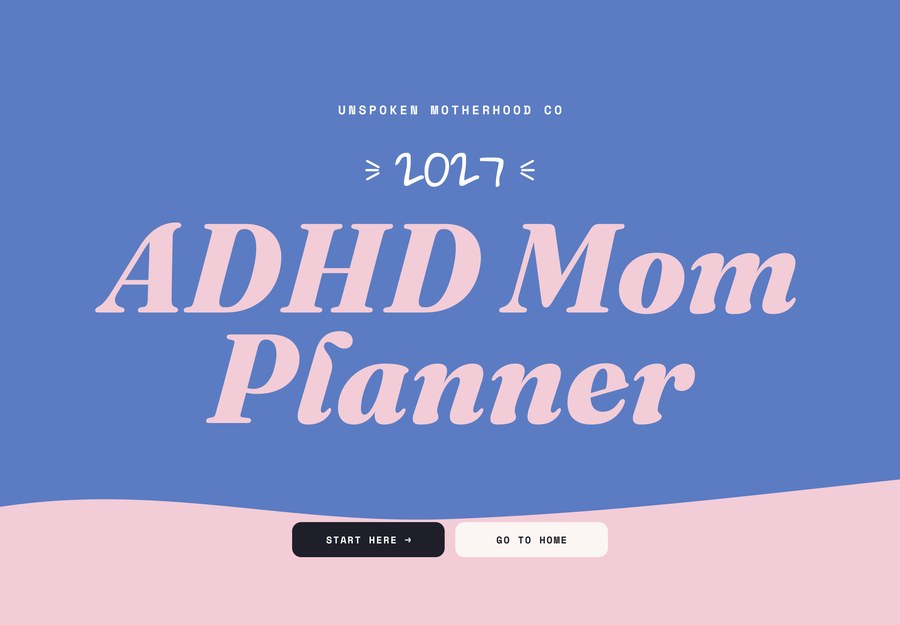 UNSPOKEN MOTHERHOOD CO
2027
ADHD Mom
Planner
START HERE →
GO TO HOME